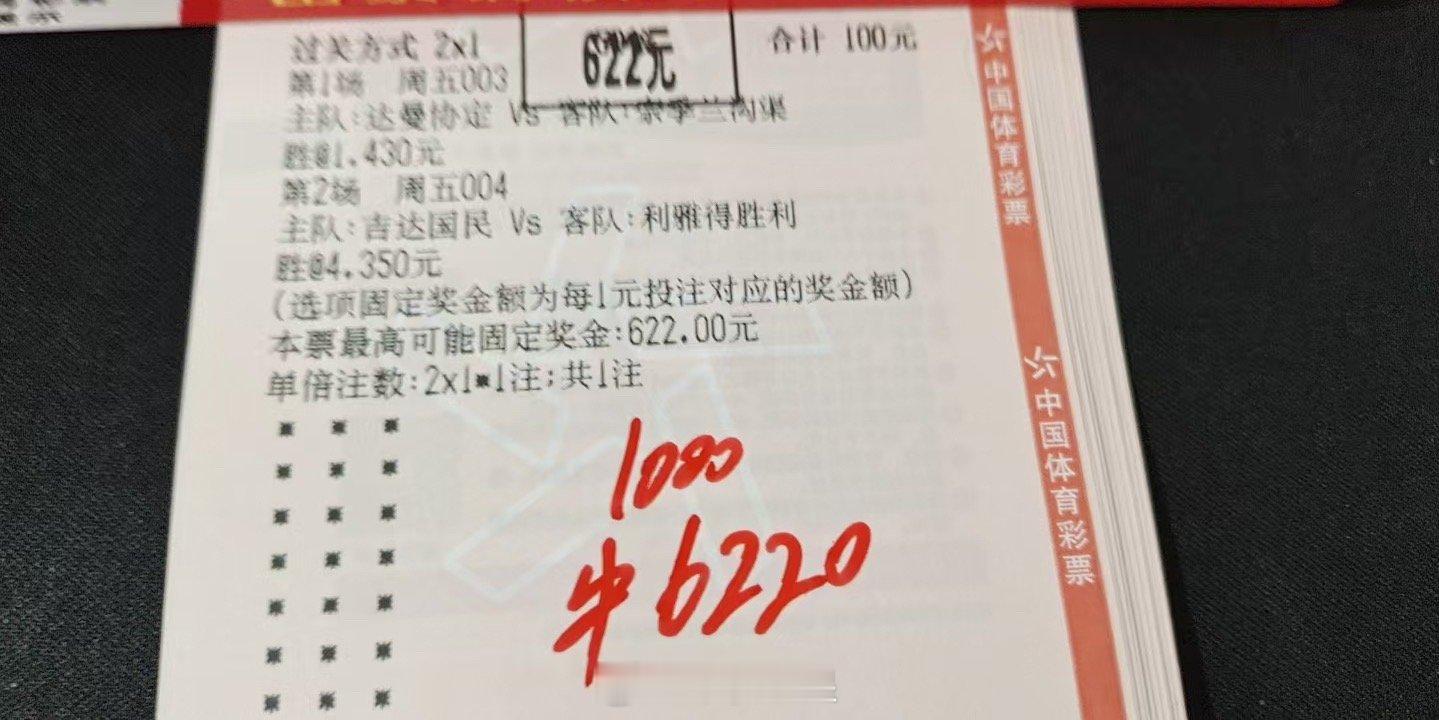 过关方式 2x1
622元
合计 100元
第1场 周五003
主队:达曼协定 Vs 客队:赛季兰沟渠
胜@1.430元
第2场 周五004
主队:吉达国民 Vs 客队:利雅得胜利
胜@4.350元
(选项固定奖金额为每1元投注对应的奖金额)
本票最高可能固定奖金:622.00元
单倍注数:2x1*1注;共1注
1000
中6220
中国体育彩票
中国体育彩票